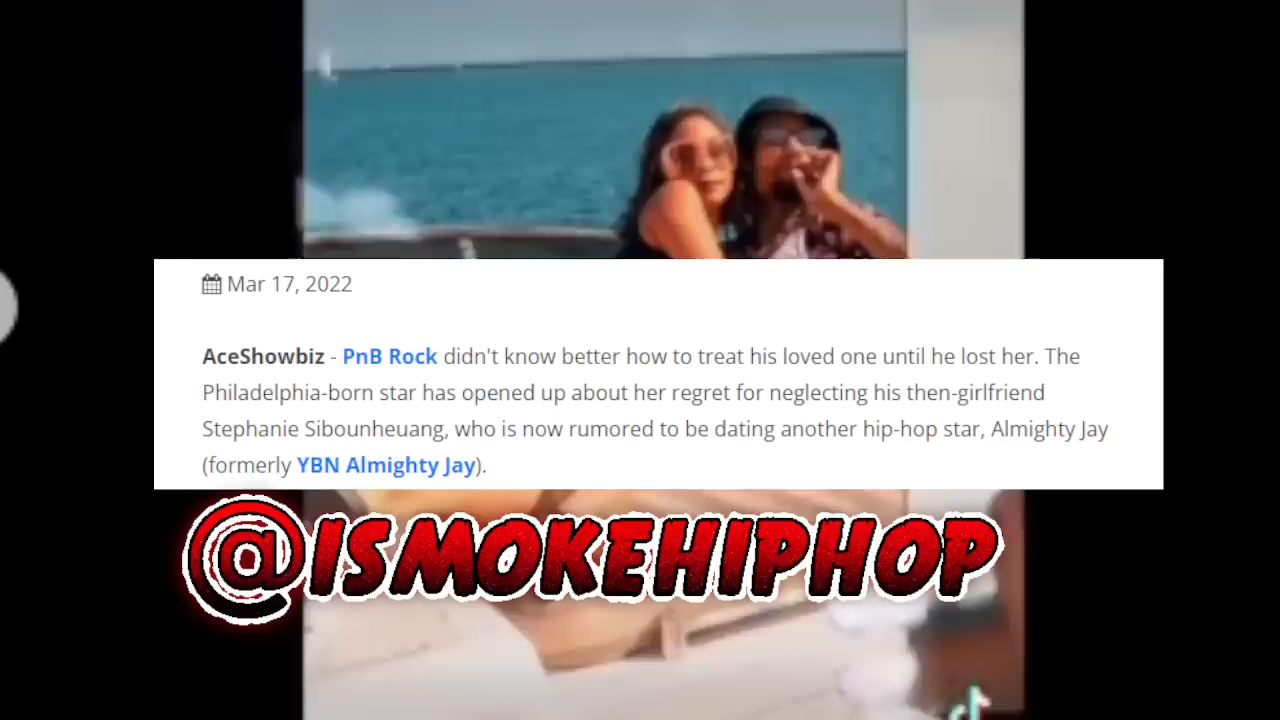 Mar 17, 2022
AceShowbiz - PnB Rock didn't know better how to treat his loved one until he lost her. The
Philadelphia-born star has opened up about her regret for neglecting his then-girlfriend
Stephanie Sibounheuang, who is now rumored to be dating another hip-hop star, Almighty Jay
(formerly YBN Almighty Jay).
@ISMOKEHIPHOP